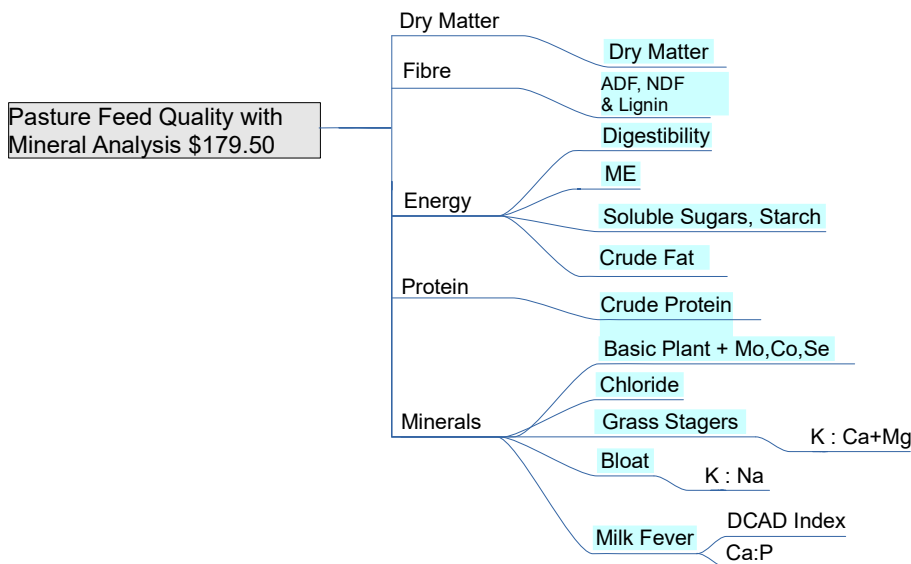 Dry Matter
Dry Matter
Fibre
ADF, NDF
& Lignin
Pasture Feed Quality with
Mineral Analysis $179.50
Digestibility
ME
Energy
Soluble Sugars, Starch
Crude Fat
Protein
Crude Protein
Basic Plant + Mo,Co,Se
Chloride
Minerals
Grass Stagers
K : Ca+Mg
Bloat
K : Na
Milk Fever
DCAD Index
Ca:P